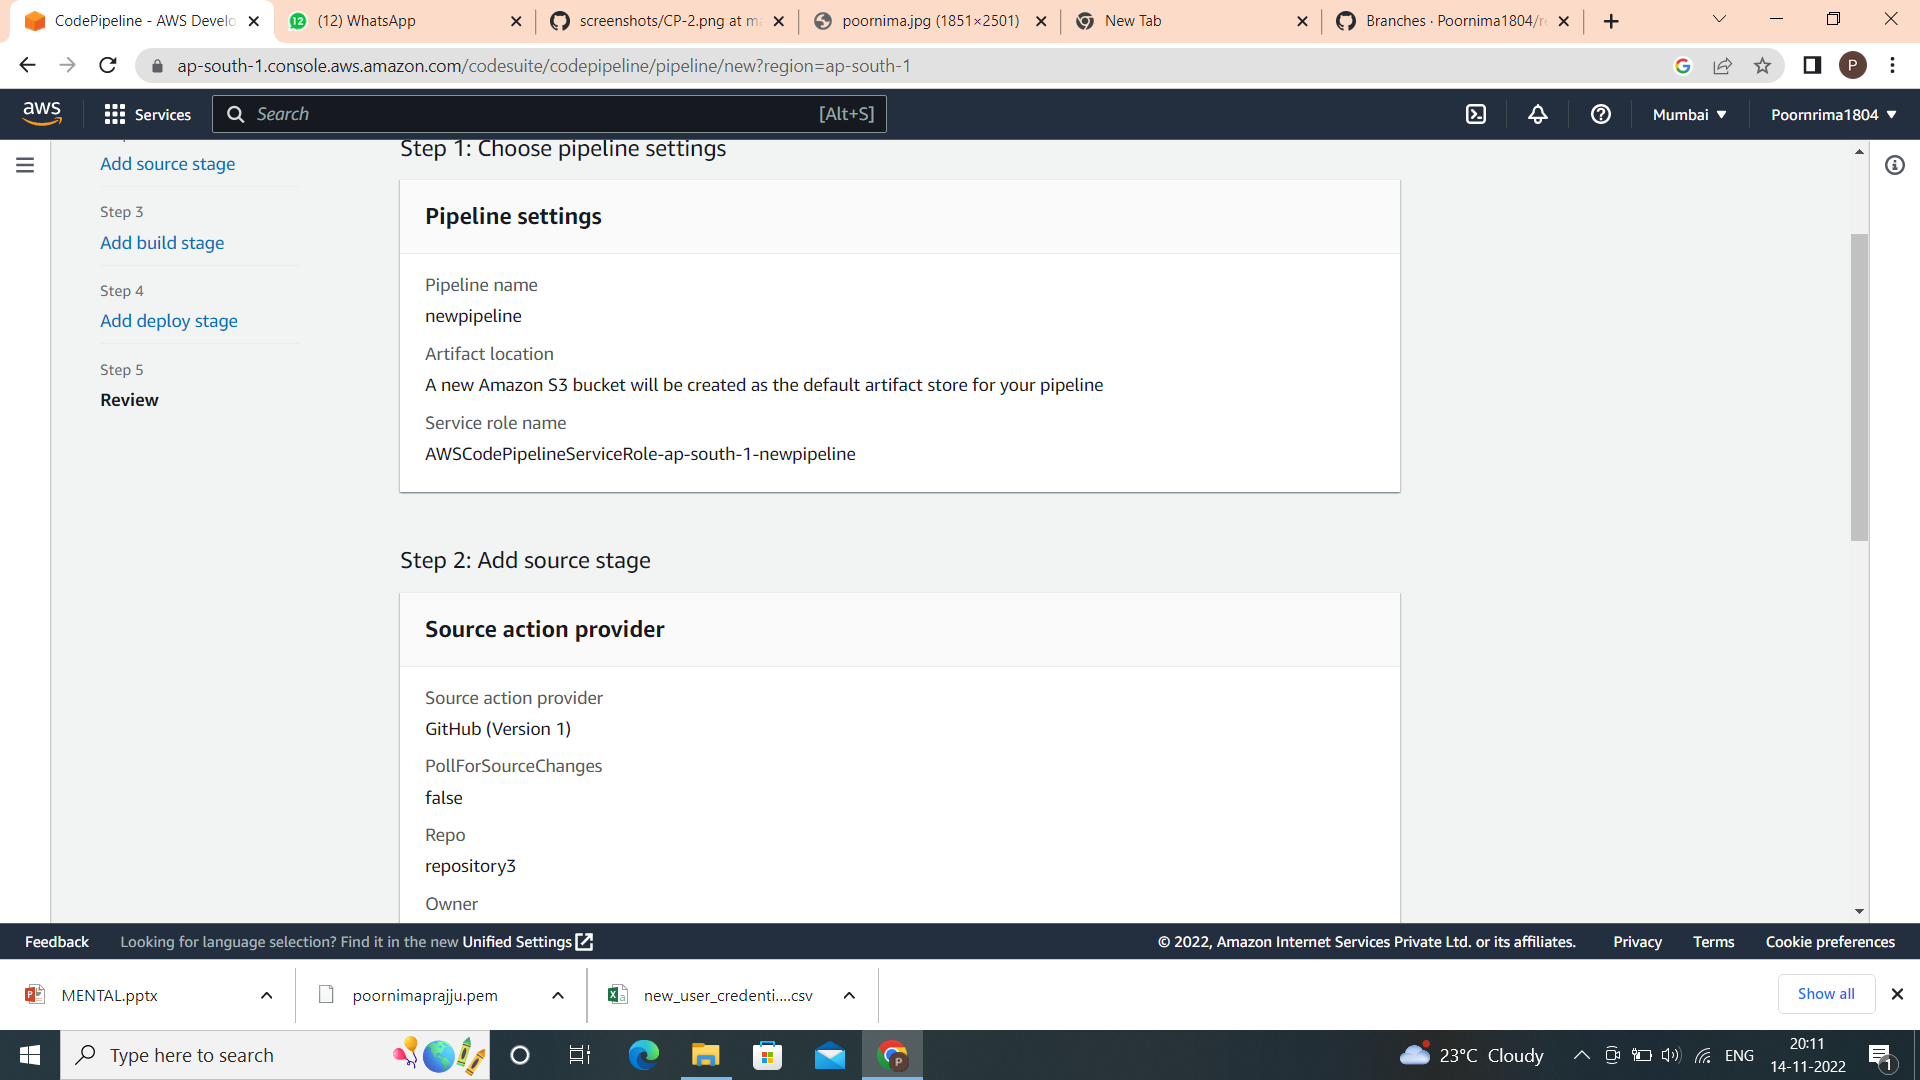 CodePipeline - AWS Develo
(12) WhatsApp
screenshots/CP-2.png at ma
poornima.jpg (1851×2501)
New Tab
Branches · Poornima1804/re
ap-south-1.console.aws.amazon.com/codesuite/codepipeline/pipeline/new?region=ap-south-1
P
aws
Services
Search
[Alt+S]
Mumbai
Poornrima1804
Add source stage
Step 3
Add build stage
Step 4
Add deploy stage
Step 5
Review
Step 1: Choose pipeline settings
Pipeline settings
Pipeline name
newpipeline
Artifact location
A new Amazon S3 bucket will be created as the default artifact store for your pipeline
Service role name
AWSCodePipelineServiceRole-ap-south-1-newpipeline
Step 2: Add source stage
Source action provider
Source action provider
GitHub (Version 1)
PollForSourceChanges
false
Repo
repository3
Owner
Feedback
Looking for language selection? Find it in the new Unified Settings
© 2022, Amazon Internet Services Private Ltd. or its affiliates.
Privacy
Terms
Cookie preferences
MENTAL.pptx
poornimaprajju.pem
new_user_credenti....csv
Show all
Type here to search
P
23°C Cloudy
ENG
20:11
14-11-2022
1